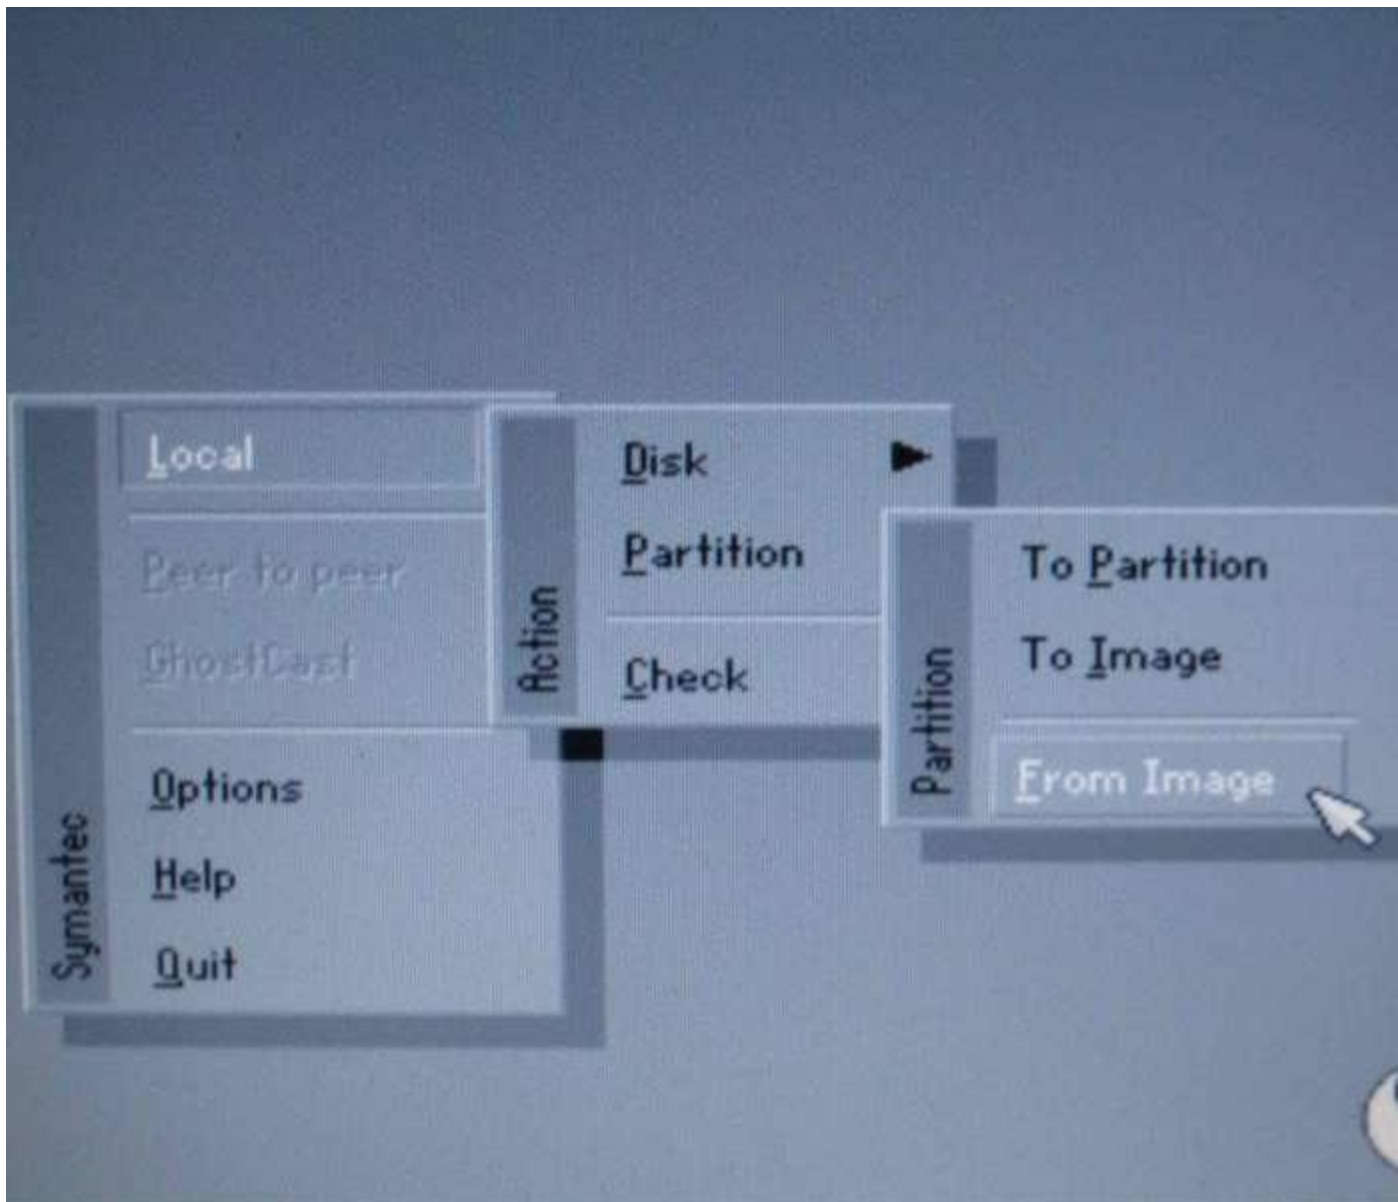 Local
Peer to peer
GhostCast
Options
Help
Quit
Symantec
Disk
Partition
Check
Action
To Partition
To Image
From Image
Partition